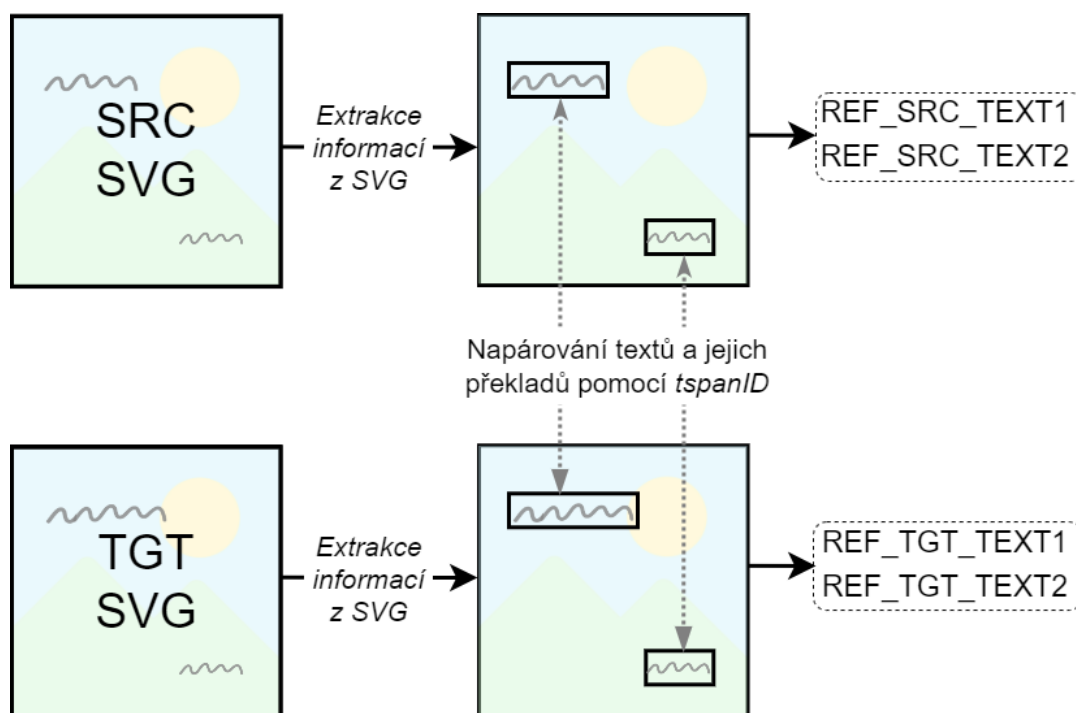 SRC
SVG
Extrakce
informací
z SVG
REF_SRC_TEXT1
REF_SRC_TEXT2
Napárování textů a jejich
překladů pomocí tspanID
TGT
SVG
Extrakce
informací
z SVG
REF_TGT_TEXT1
REF_TGT_TEXT2